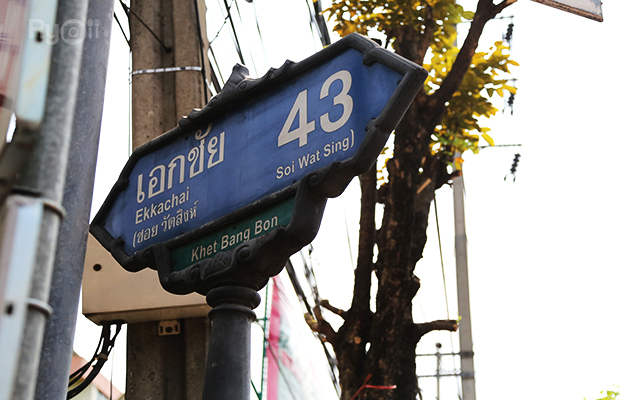 เอกชัย 43
Ekkachai Soi Wat Sing)
(ซอย วัดสิงห์
Khet Bang Bon